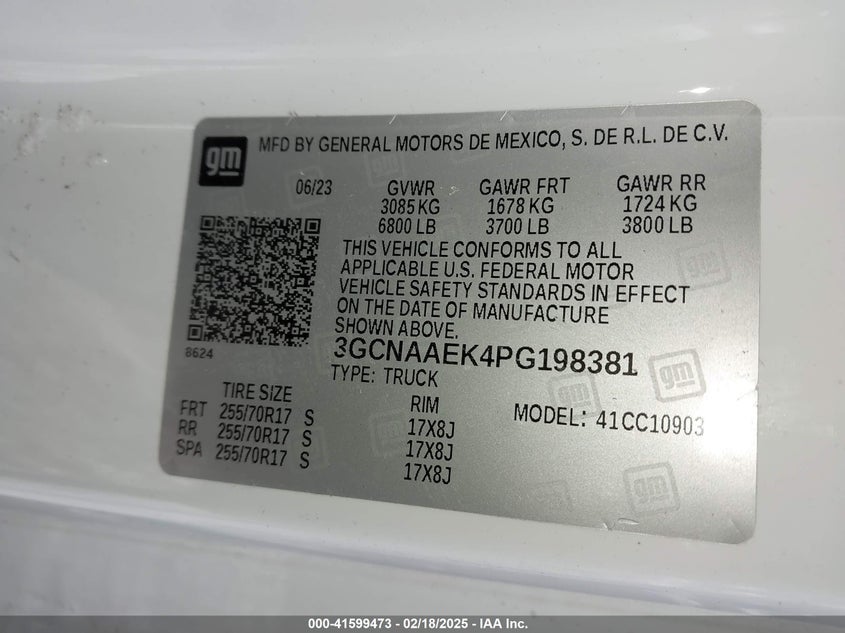 gm MFD BY GENERAL MOTORS DE MEXICO, S. DE R.L. DE C.V.
06/23 GVWR GAWR FRT GAWR RR
3085 KG 1678 KG 1724 KG
6800 LB 3700 LB 3800 LB
THIS VEHICLE CONFORMS TO ALL
APPLICABLE U.S. FEDERAL MOTOR
VEHICLE SAFETY STANDARDS IN EFFECT
ON THE DATE OF MANUFACTURE
SHOWN ABOVE.
8624
3GCNAAEK4PG198381
TYPE: TRUCK
TIRE SIZE RIM MODEL: 41CC10903
FRT 255/70R17 S 17X8J
RR 255/70R17 S 17X8J
SPA 255/70R17 S 17X8J
gm
gm
000-41599473 — 02/18/2025 — IAA Inc.